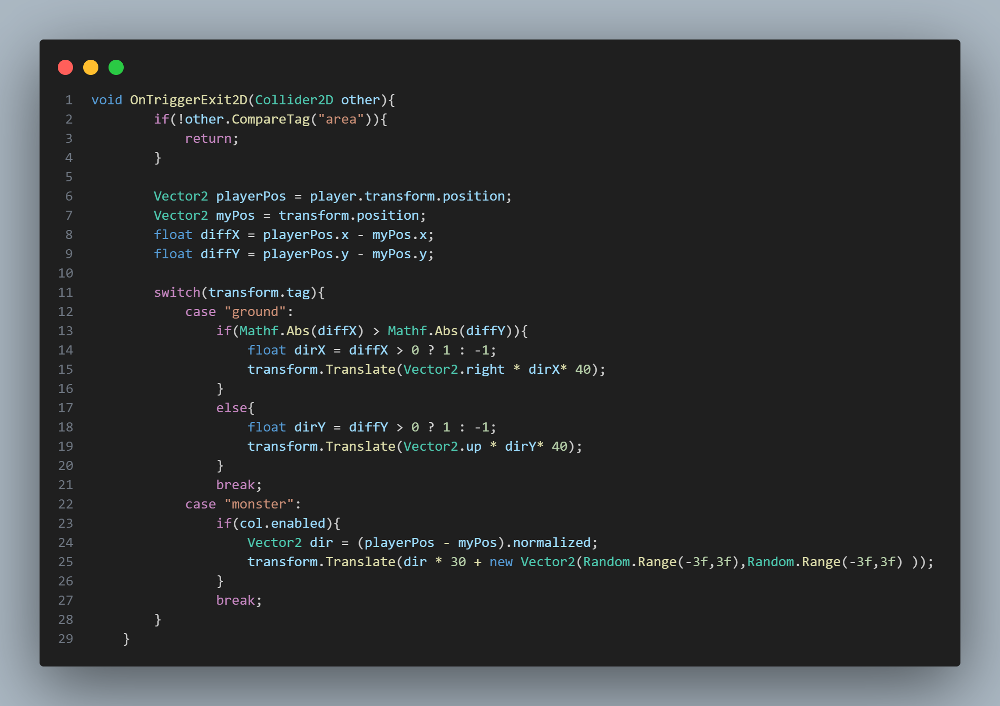 1 void OnTriggerExit2D(Collider2D other){
2         if(!other.CompareTag("area")){
3             return;
4         }
5
6         Vector2 playerPos = player.transform.position;
7         Vector2 myPos = transform.position;
8         float diffX = playerPos.x - myPos.x;
9         float diffY = playerPos.y - myPos.y;
10
11         switch(transform.tag){
12             case "ground":
13                 if(Mathf.Abs(diffX) > Mathf.Abs(diffY)){
14                     float dirX = diffX > 0 ? 1 : -1;
15                     transform.Translate(Vector2.right * dirX* 40);
16                 }
17                 else{
18                     float dirY = diffY > 0 ? 1 : -1;
19                     transform.Translate(Vector2.up * dirY* 40);
20                 }
21                 break;
22             case "monster":
23                 if(col.enabled){
24                     Vector2 dir = (playerPos - myPos).normalized;
25                     transform.Translate(dir * 30 + new Vector2(Random.Range(-3f,3f),Random.Range(-3f,3f) ));
26                 }
27                 break;
28         }
29     }